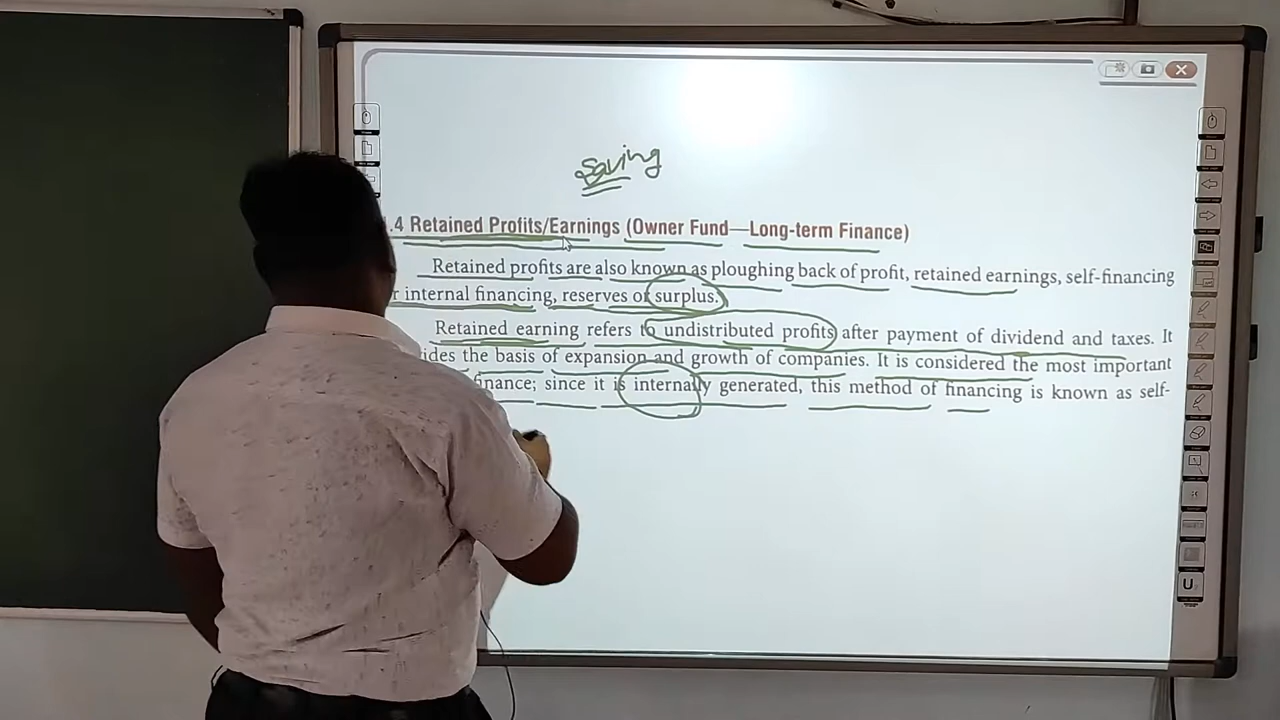 Saving
.4 Retained Profits/Earnings (Owner Fund—Long-term Finance)
Retained profits are also known as ploughing back of profit, retained earnings, self-financing
r internal financing, reserves or surplus.
Retained earning refers to undistributed profits after payment of dividend and taxes. It
ides the basis of expansion and growth of companies. It is considered the most important
finance; since it is internally generated, this method of financing is known as self-